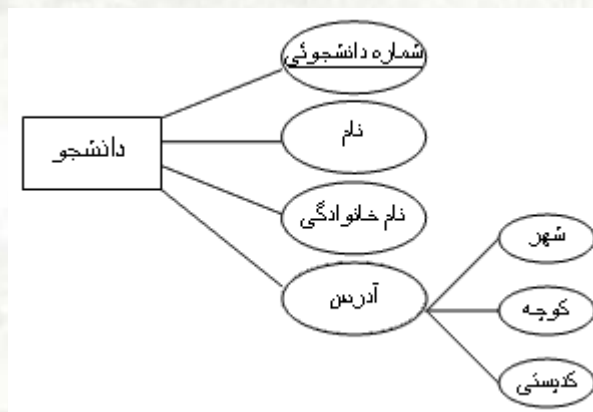 شماره دانشجوئی
نام
دانشجو
نام خانوادگی
شهر
آدرس
کوچه
کدپستی